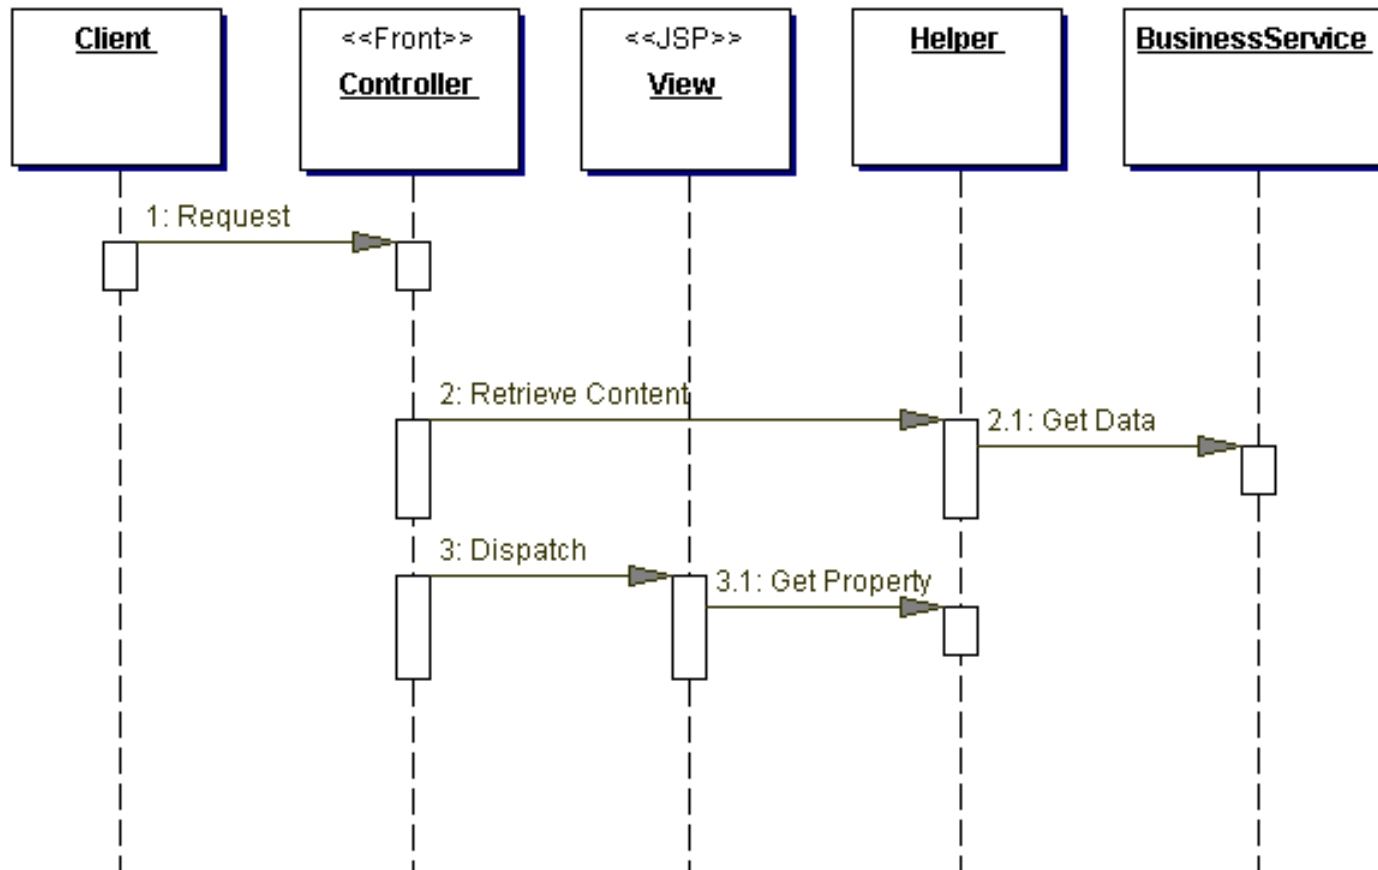 Client
<<Front>>
Controller
<<JSP>>
View
Helper
BusinessService
1: Request
2: Retrieve Content
2.1: Get Data
3: Dispatch
3.1: Get Property